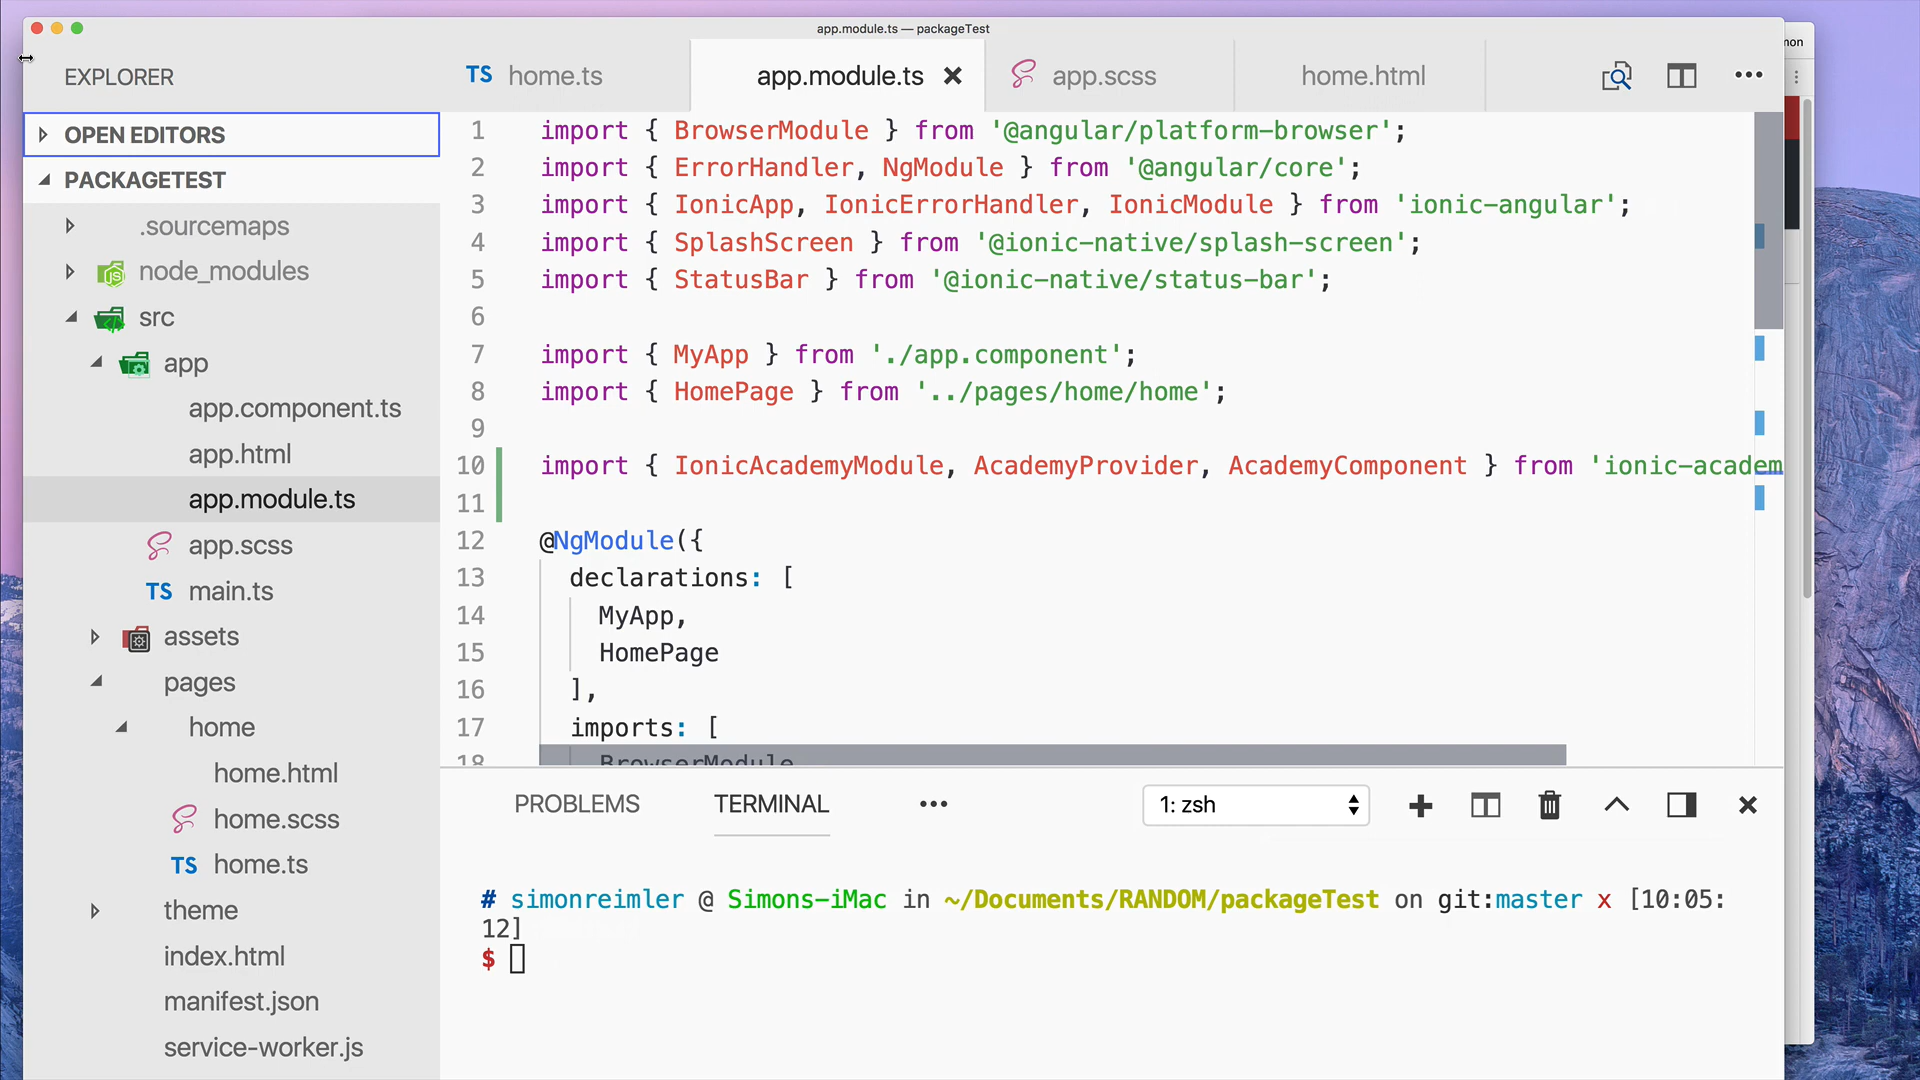 app.module.ts — packageTest
non
EXPLORER
TS home.ts
app.module.ts
app.scss
home.html
OPEN EDITORS
PACKAGETEST
.sourcemaps
node_modules
src
app
app.component.ts
app.html
app.module.ts
app.scss
TS main.ts
assets
pages
home
home.html
home.scss
TS home.ts
theme
index.html
manifest.json
service-worker.js
1 import { BrowserModule } from '@angular/platform-browser';
2 import { ErrorHandler, NgModule } from '@angular/core';
3 import { IonicApp, IonicErrorHandler, IonicModule } from 'ionic-angular';
4 import { SplashScreen } from '@ionic-native/splash-screen';
5 import { StatusBar } from '@ionic-native/status-bar';
6
7 import { MyApp } from './app.component';
8 import { HomePage } from '../pages/home/home';
9
10 import { IonicAcademyModule, AcademyProvider, AcademyComponent } from 'ionic-academ
11
12 @NgModule({
13 declarations: [
14 MyApp,
15 HomePage
16 ],
17 imports: [
18 BrowserModule
PROBLEMS
TERMINAL
1: zsh
# simonreimler @ Simons-iMac in ~/Documents/RANDOM/packageTest on git:master x [10:05:
12]
$